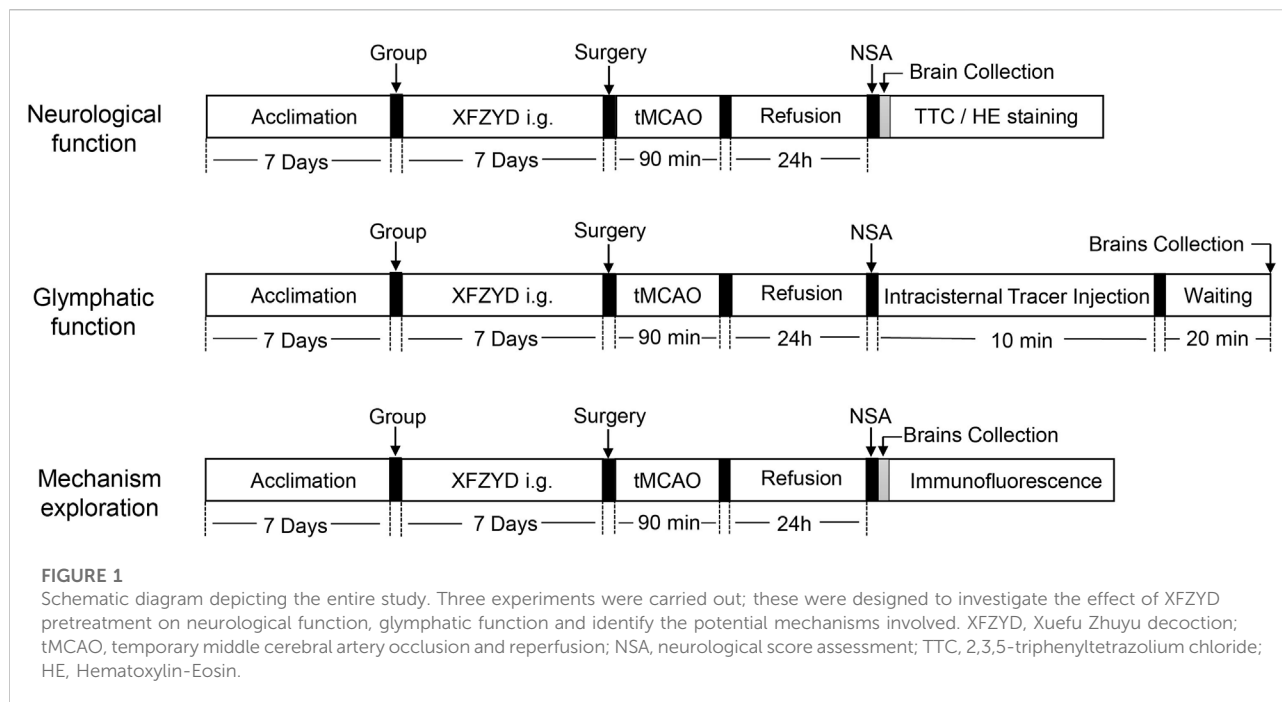 Group Surgery NSA Brain Collection
Neurological function
Acclimation XFZYD i.g. tMCAO Refusion TTC / HE staining
7 Days 7 Days 90 min 24h
Group Surgery NSA Brains Collection
Glymphatic function
Acclimation XFZYD i.g. tMCAO Refusion Intracisternal Tracer Injection Waiting
7 Days 7 Days 90 min 24h 10 min 20 min
Group Surgery NSA Brains Collection
Mechanism exploration
Acclimation XFZYD i.g. tMCAO Refusion Immunofluorescence
7 Days 7 Days 90 min 24h
FIGURE 1
Schematic diagram depicting the entire study. Three experiments were carried out; these were designed to investigate the effect of XFZYD
pretreatment on neurological function, glymphatic function and identify the potential mechanisms involved. XFZYD, Xuefu Zhuyu decoction;
tMCAO, temporary middle cerebral artery occlusion and reperfusion; NSA, neurological score assessment; TTC, 2,3,5-triphenyltetrazolium chloride;
HE, Hematoxylin-Eosin.